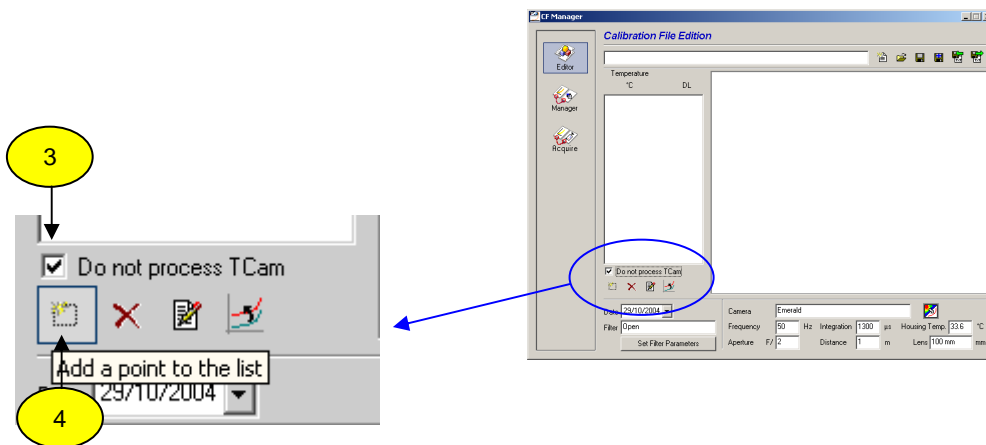 3
Do not process TCam
Add a point to the list
29/10/2004
4
CF Manager
Calibration File Edition
Editor
Manager
Acquire
Temperature
°C DL
Do not process TCam
Date 29/10/2004
Filter Open
Set Filter Parameters
Camera Emerald
Frequency 50 Hz Integration 1300 µs Housing Temp. 33.6 °C
Aperture F/ 2 Distance 1 m Lens 100 mm mm